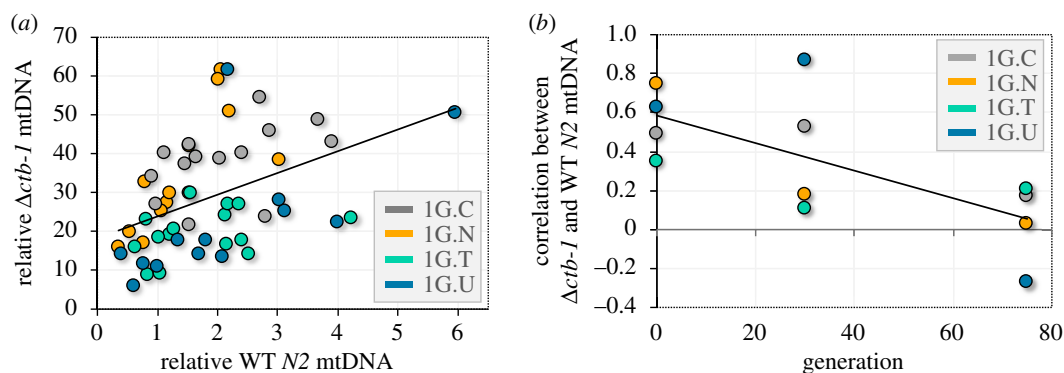 (a)
relative Δctb-1 mtDNA
70
60
50
40
30
20
10
0
0 1 2 3 4 5 6
relative WT N2 mtDNA
1G.C
1G.N
1G.T
1G.U
(b)
correlation between
Δctb-1 and WT N2 mtDNA
1.0
0.8
0.6
0.4
0.2
0
−0.2
−0.4
0 20 40 60 80
generation
1G.C
1G.N
1G.T
1G.U